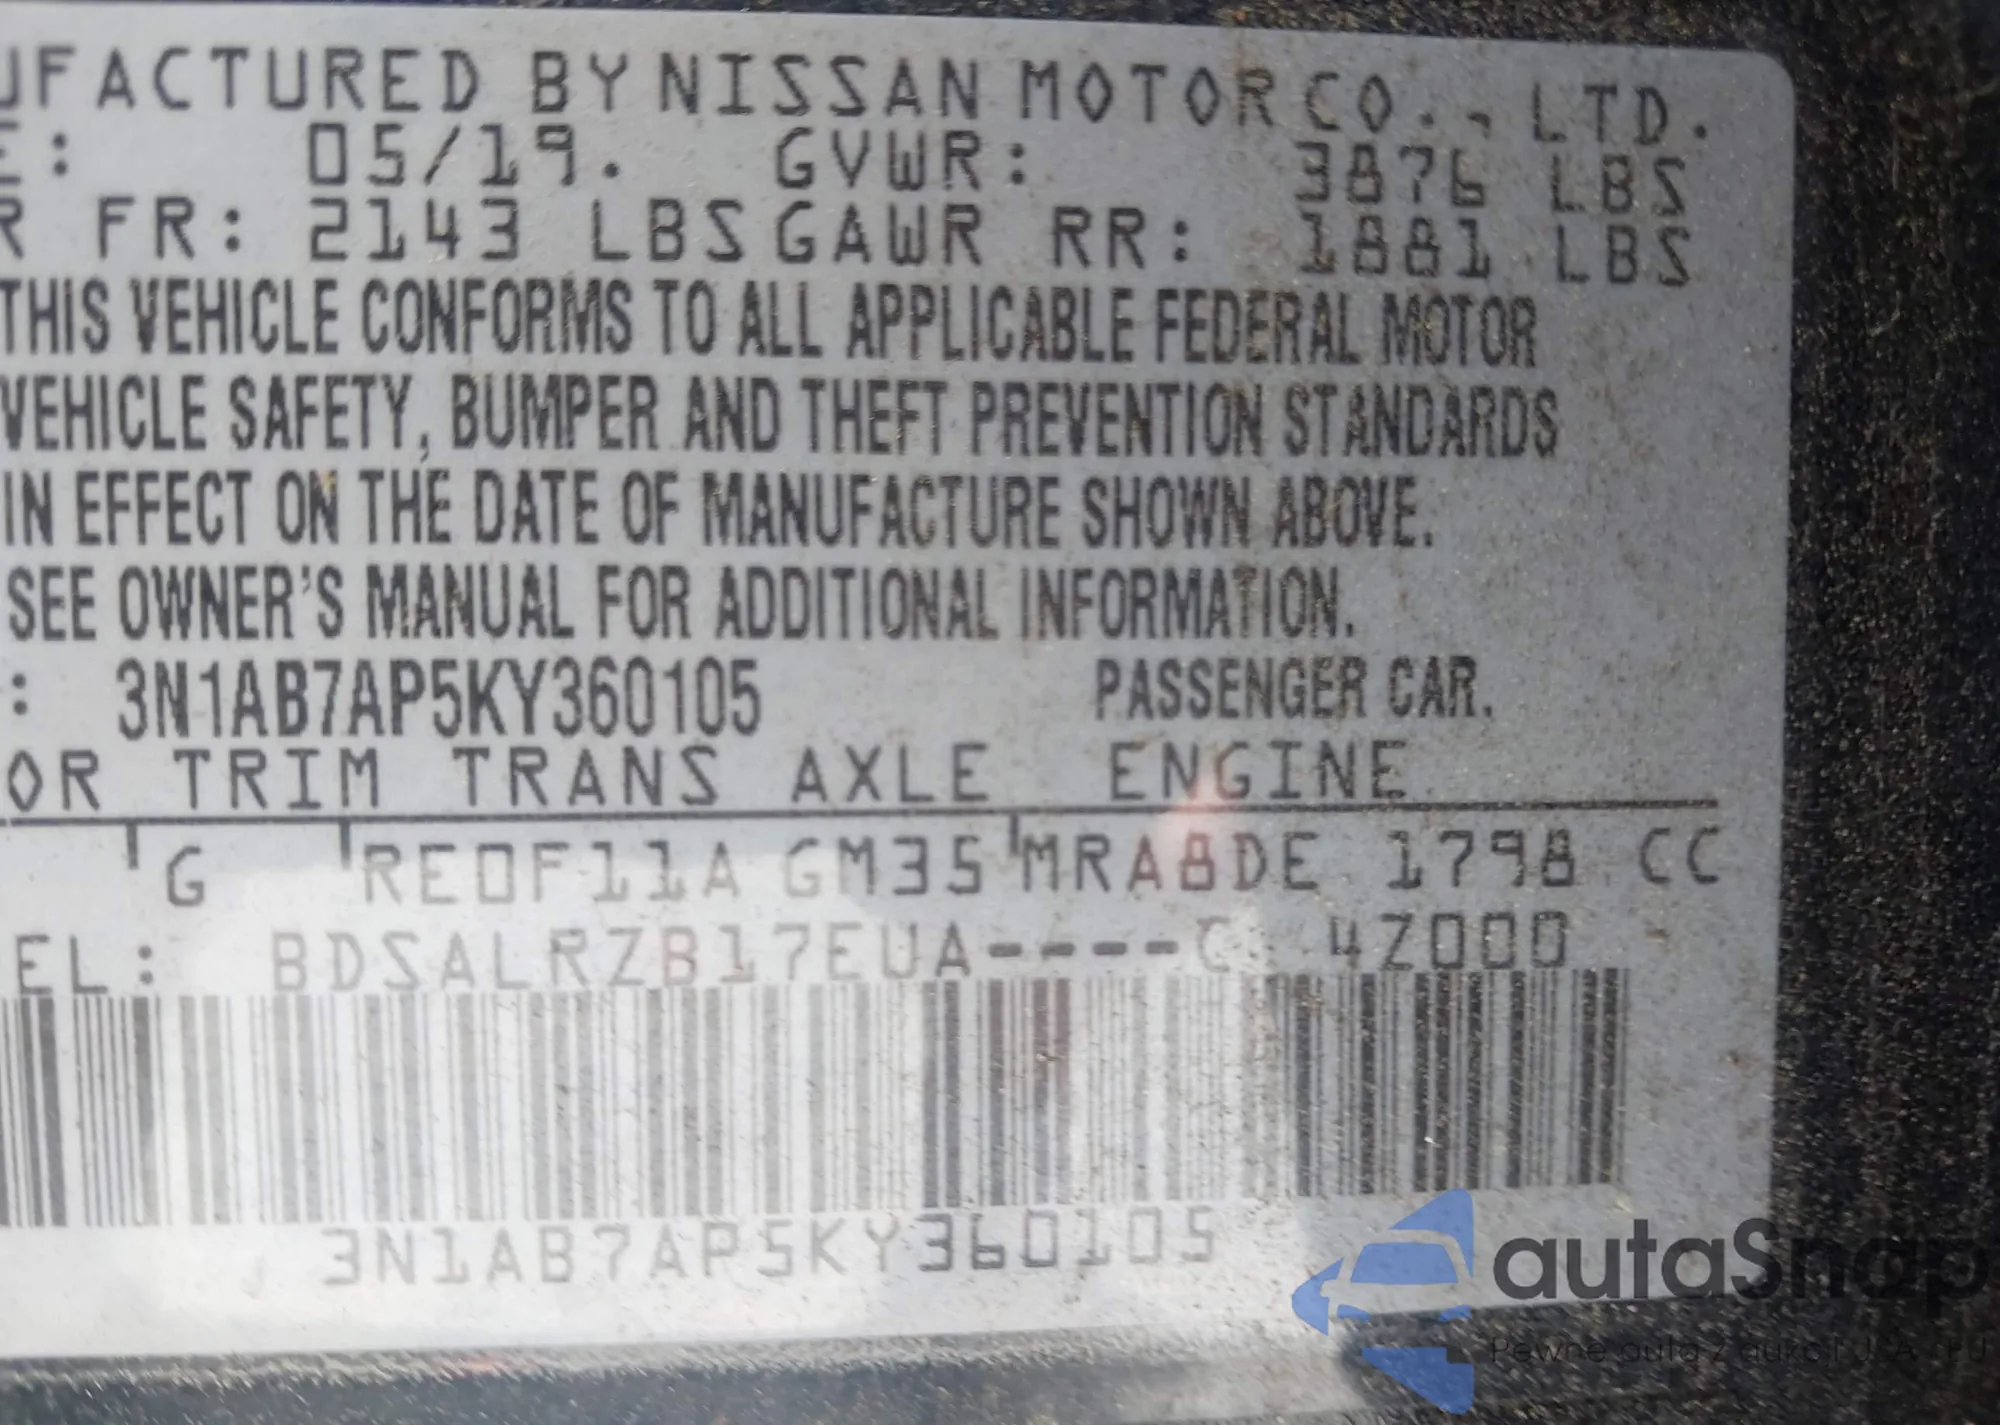 UFACTURED BY NISSAN MOTOR CO., LTD.
E: 05/19. GVWR: 3876 LBS
R FR: 2143 LBS GAWR RR: 1881 LBS
THIS VEHICLE CONFORMS TO ALL APPLICABLE FEDERAL MOTOR
VEHICLE SAFETY, BUMPER AND THEFT PREVENTION STANDARDS
IN EFFECT ON THE DATE OF MANUFACTURE SHOWN ABOVE.
SEE OWNER'S MANUAL FOR ADDITIONAL INFORMATION.
: 3N1AB7AP5KY360105 PASSENGER CAR.
OR TRIM TRANS AXLE ENGINE
G RE0F11A GM35 MRA8DE 1798 CC
EL: BDSALRZB17EUA----C 4Z000
3N1AB7AP5KY360105
autaSnap
Pewne auta z aukcji